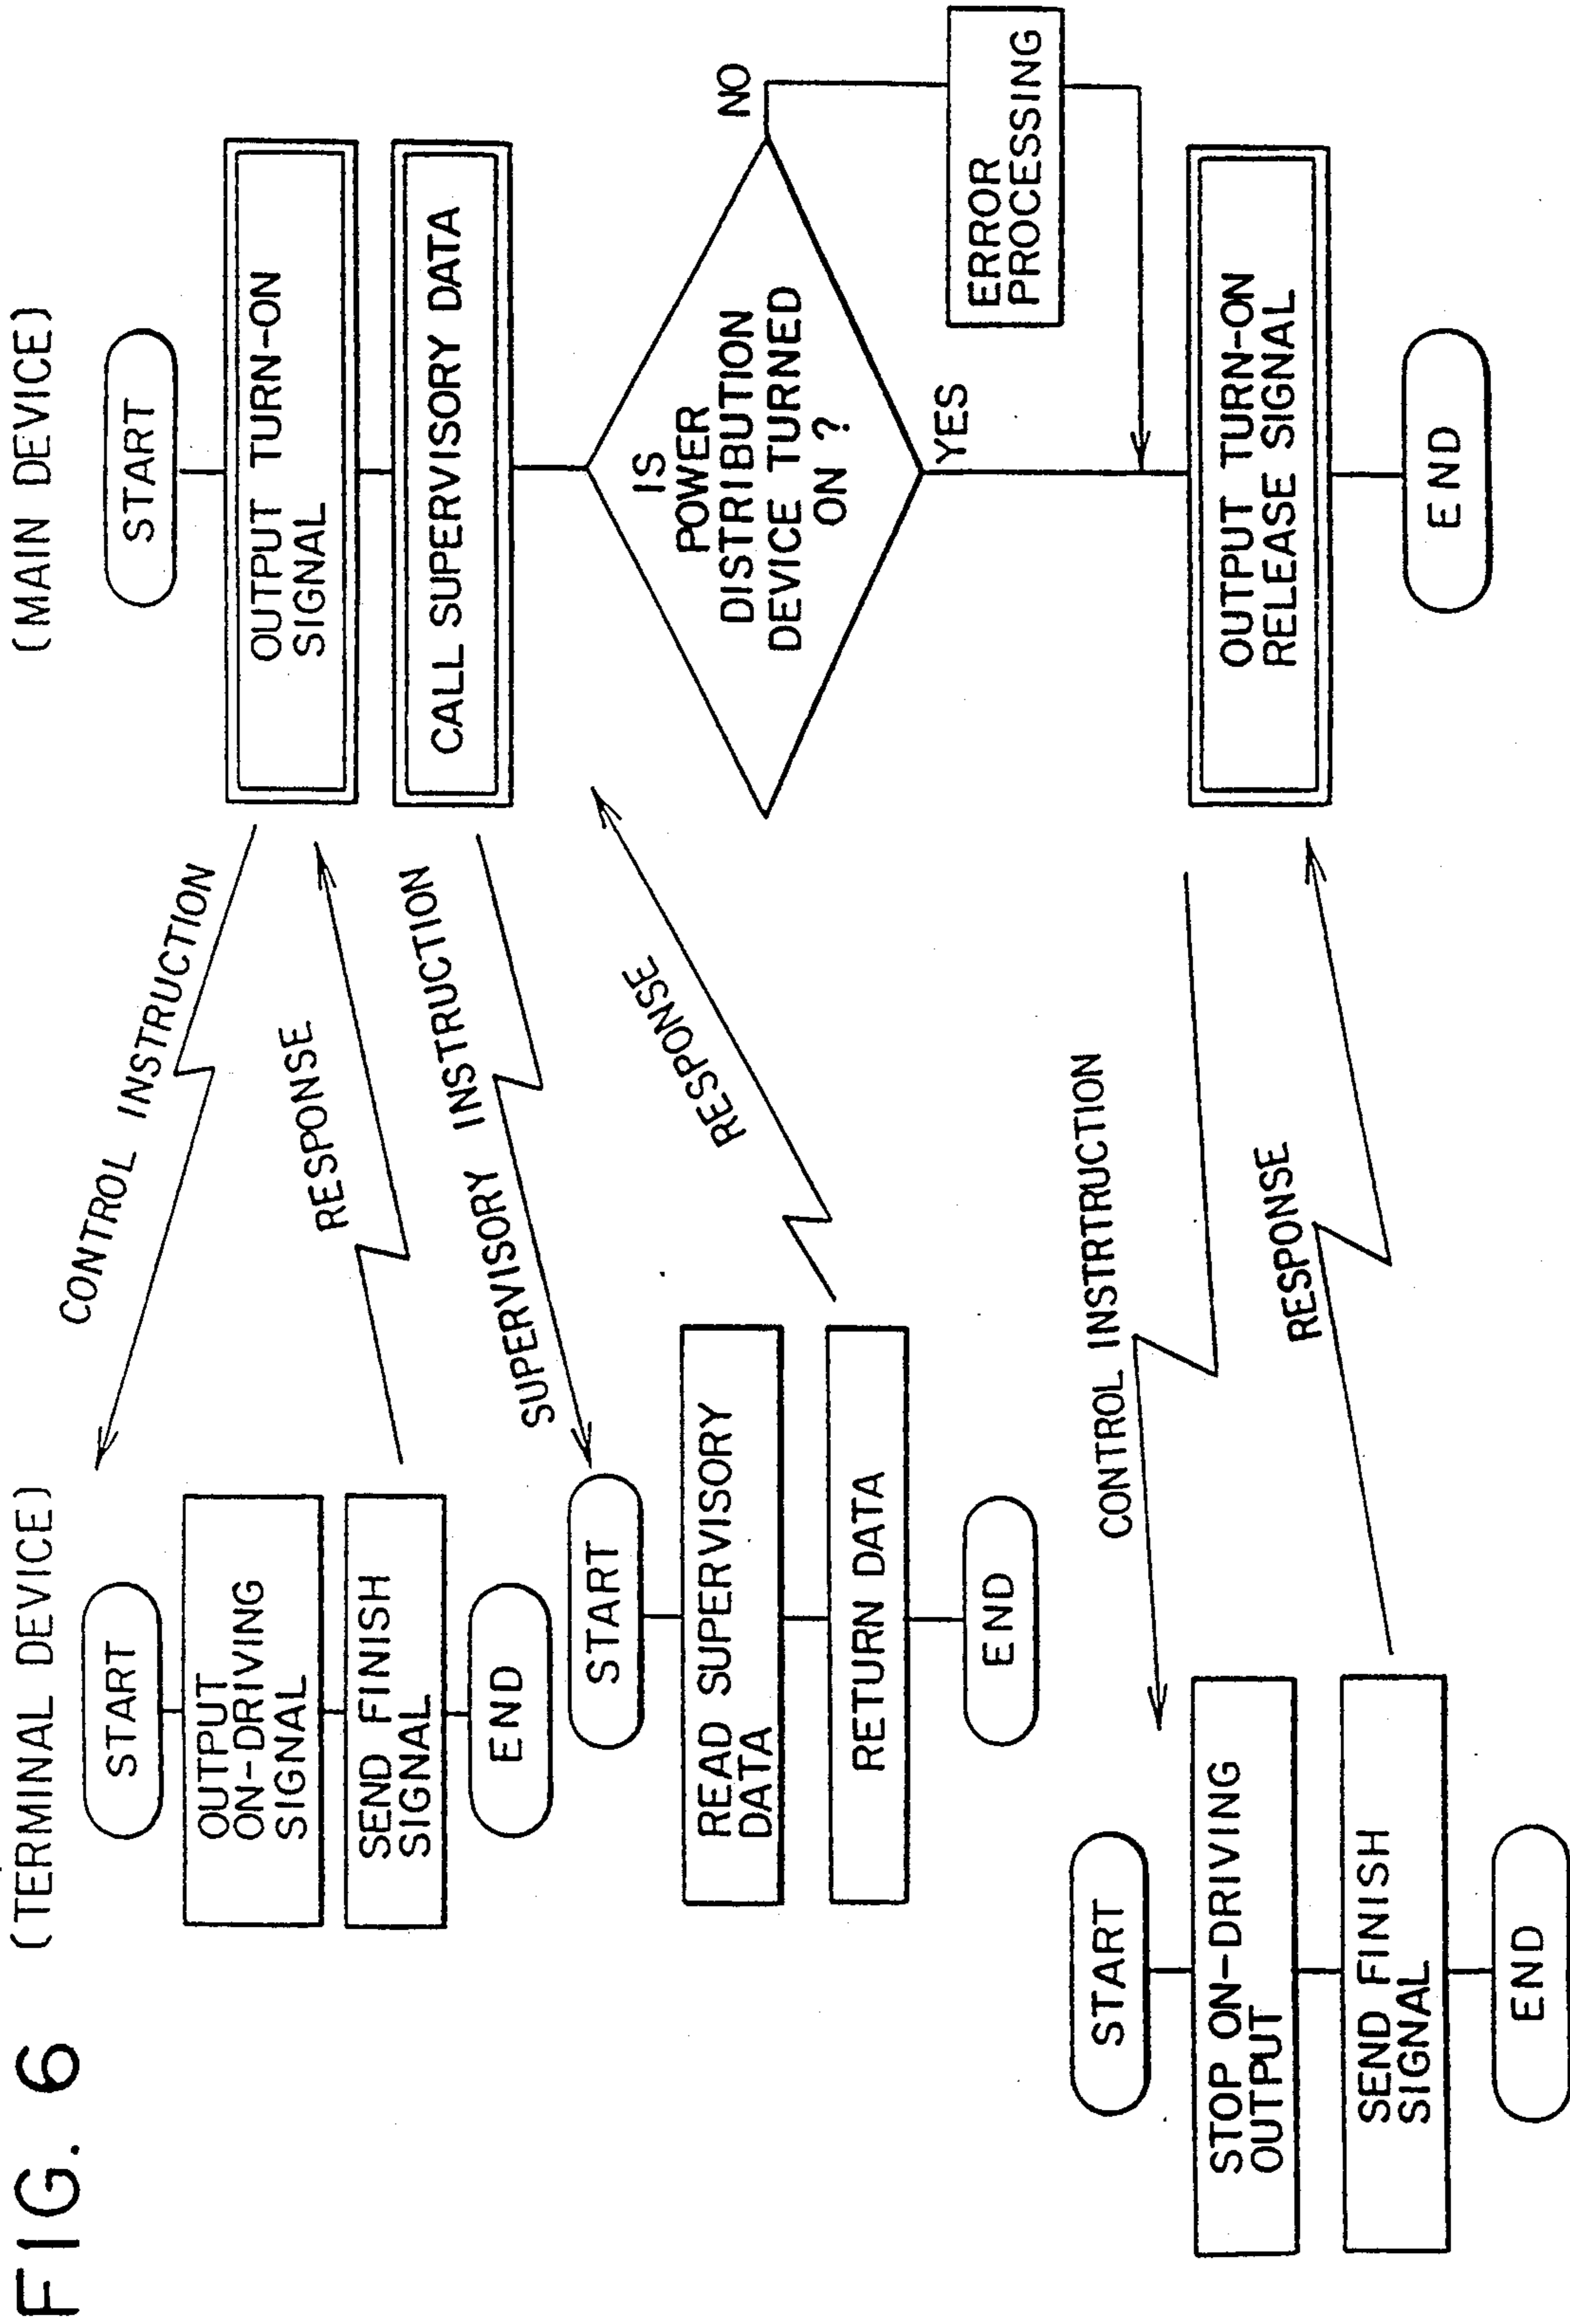 FIG. 6
(TERMINAL DEVICE)
(MAIN DEVICE)
START
OUTPUT
ON-DRIVING
SIGNAL
SEND FINISH
SIGNAL
END
CONTROL INSTRUCTION
RESPONSE
START
OUTPUT TURN-ON
SIGNAL
CALL SUPERVISORY DATA
SUPERVISORY INSTRUCTION
START
READ SUPERVISORY
DATA
RETURN DATA
END
RESPONSE
IS
POWER
DISTRIBUTION
DEVICE TURNED
ON ?
NO
YES
ERROR
PROCESSING
CONTROL INSTRTRUCTION
START
STOP ON-DRIVING
OUTPUT
SEND FINISH
SIGNAL
END
RESPONSE
OUTPUT TURN-ON
RELEASE SIGNAL
END